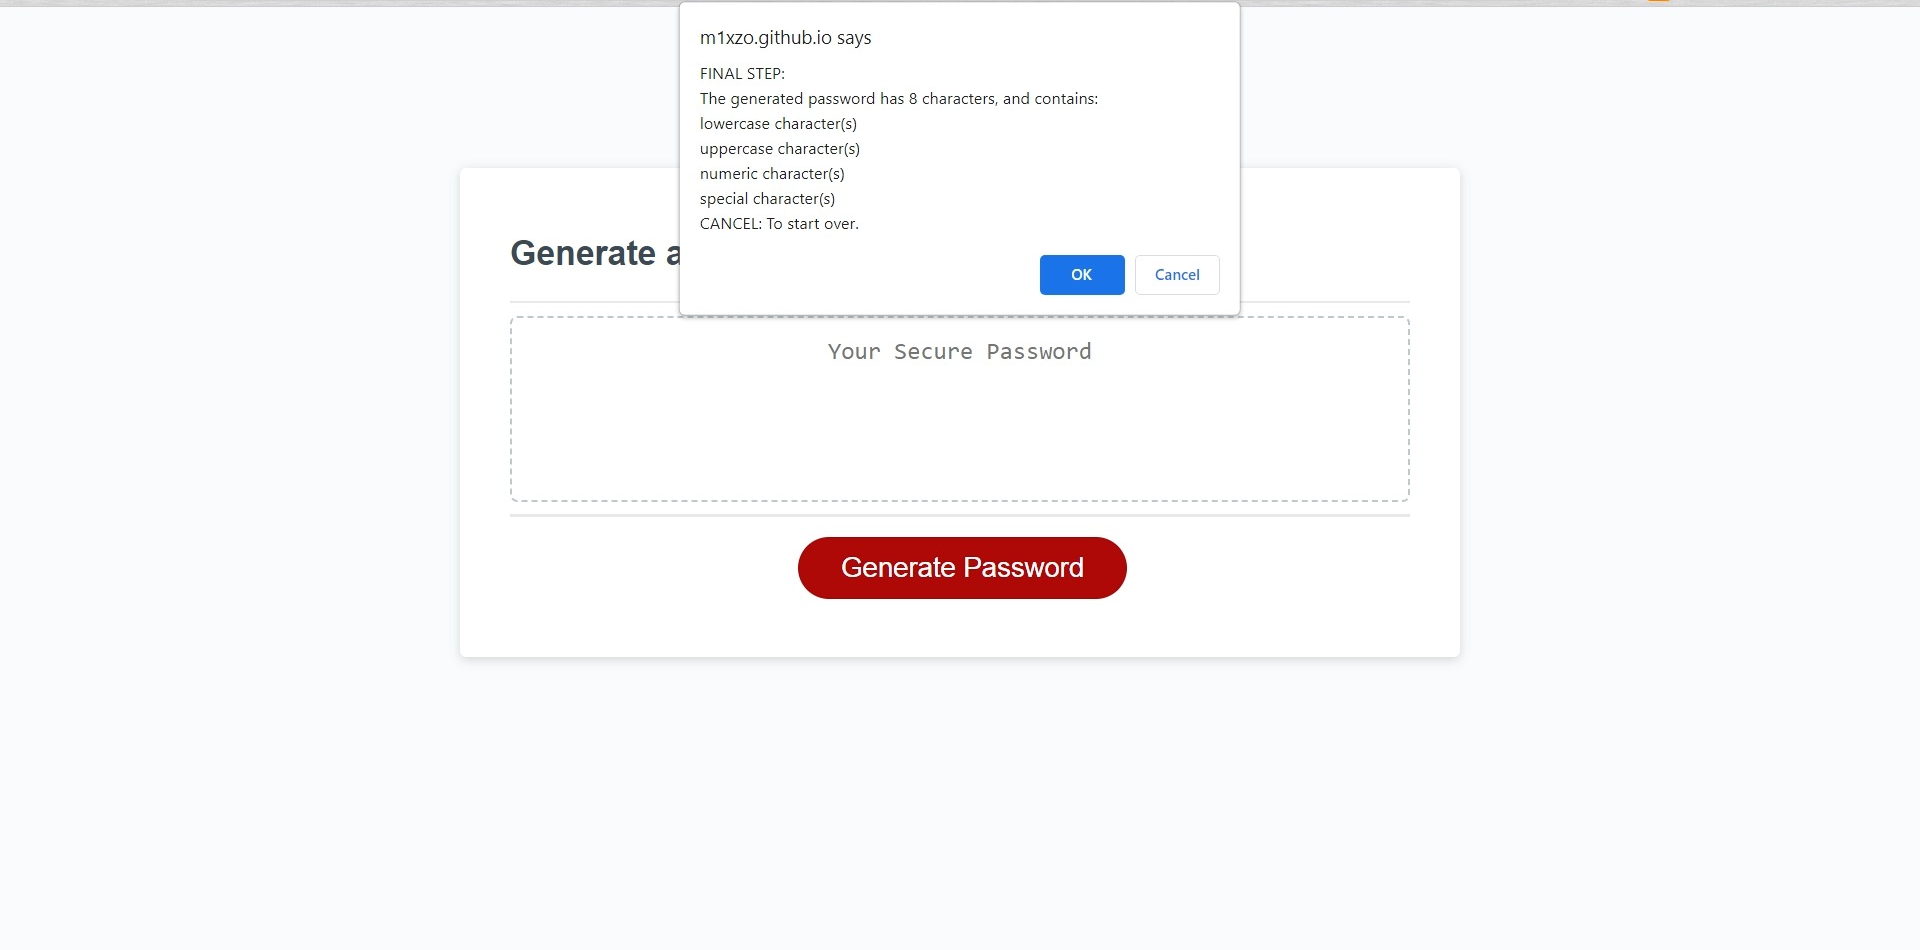 m1xzo.github.io says
FINAL STEP:
The generated password has 8 characters, and contains:
lowercase character(s)
uppercase character(s)
numeric character(s)
special character(s)
CANCEL: To start over.
OK
Cancel
Generate a
Your Secure Password
Generate Password